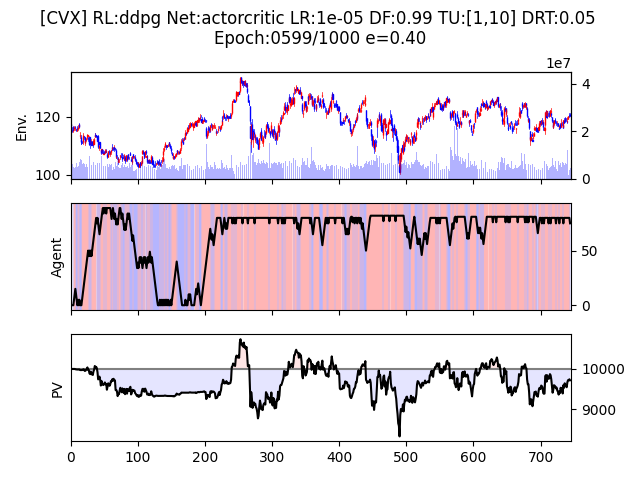 [CVX] RL:ddpg Net:actorcritic LR:1e-05 DF:0.99 TU:[1,10] DRT:0.05
Epoch:0599/1000 e=0.40
1e7
Env.
120
100
4
2
0
Agent
50
0
PV
10000
9000
0 100 200 300 400 500 600 700